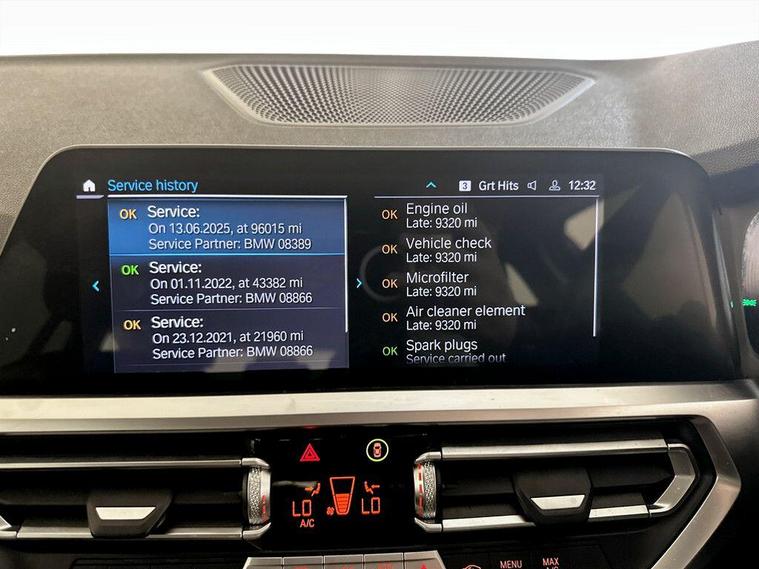 Service history
3 Grt Hits 12:32
OK Service:
On 13.06.2025, at 96015 mi
Service Partner: BMW 08389
OK Service:
On 01.11.2022, at 43382 mi
Service Partner: BMW 08866
OK Service:
On 23.12.2021, at 21960 mi
Service Partner: BMW 08866
OK Engine oil
Late: 9320 mi
OK Vehicle check
Late: 9320 mi
OK Microfilter
Late: 9320 mi
OK Air cleaner element
Late: 9320 mi
OK Spark plugs
Service carried out
LO LO
A/C
MENU
MAX
A/C